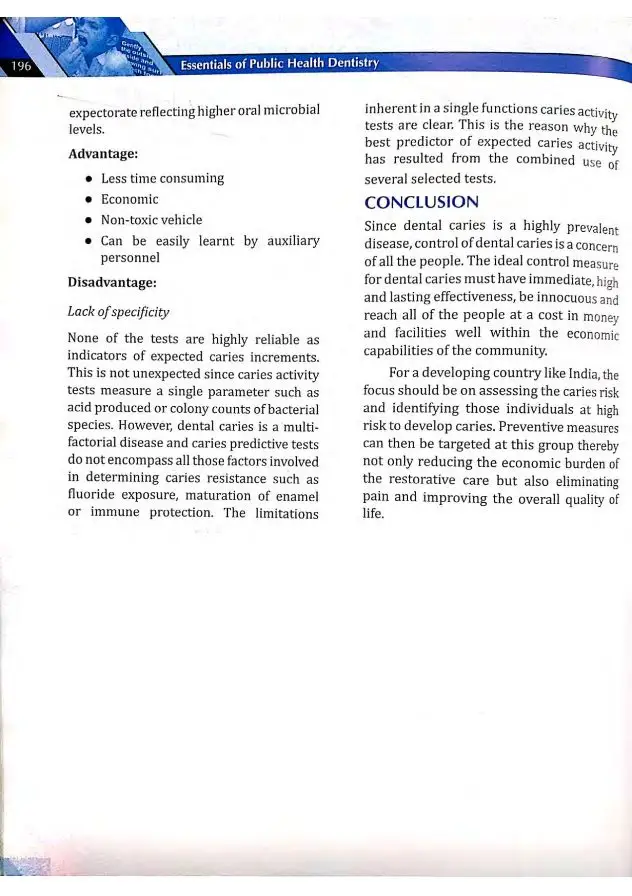 Gently
the outsi
side and
wing sur
ch to
196
Essentials of Public Health Dentistry
expectorate reflecting higher oral microbial
levels.
Advantage:
• Less time consuming
• Economic
• Non-toxic vehicle
• Can be easily learnt by auxiliary
personnel
Disadvantage:
Lack of specificity
None of the tests are highly reliable as
indicators of expected caries increments.
This is not unexpected since caries activity
tests measure a single parameter such as
acid produced or colony counts of bacterial
species. However, dental caries is a multi-
factorial disease and caries predictive tests
do not encompass all those factors involved
in determining caries resistance such as
fluoride exposure, maturation of enamel
or immune protection. The limitations
inherent in a single functions caries activity
tests are clear. This is the reason why the
best predictor of expected caries activity
has resulted from the combined use of
several selected tests.
CONCLUSION
Since dental caries is a highly prevalent
disease, control of dental caries is a concern
of all the people. The ideal control measure
for dental caries must have immediate, high
and lasting effectiveness, be innocuous and
reach all of the people at a cost in money
and facilities well within the economic
capabilities of the community.
For a developing country like India, the
focus should be on assessing the caries risk
and identifying those individuals at high
risk to develop caries. Preventive measures
can then be targeted at this group thereby
not only reducing the economic burden of
the restorative care but also eliminating
pain and improving the overall quality of
life.